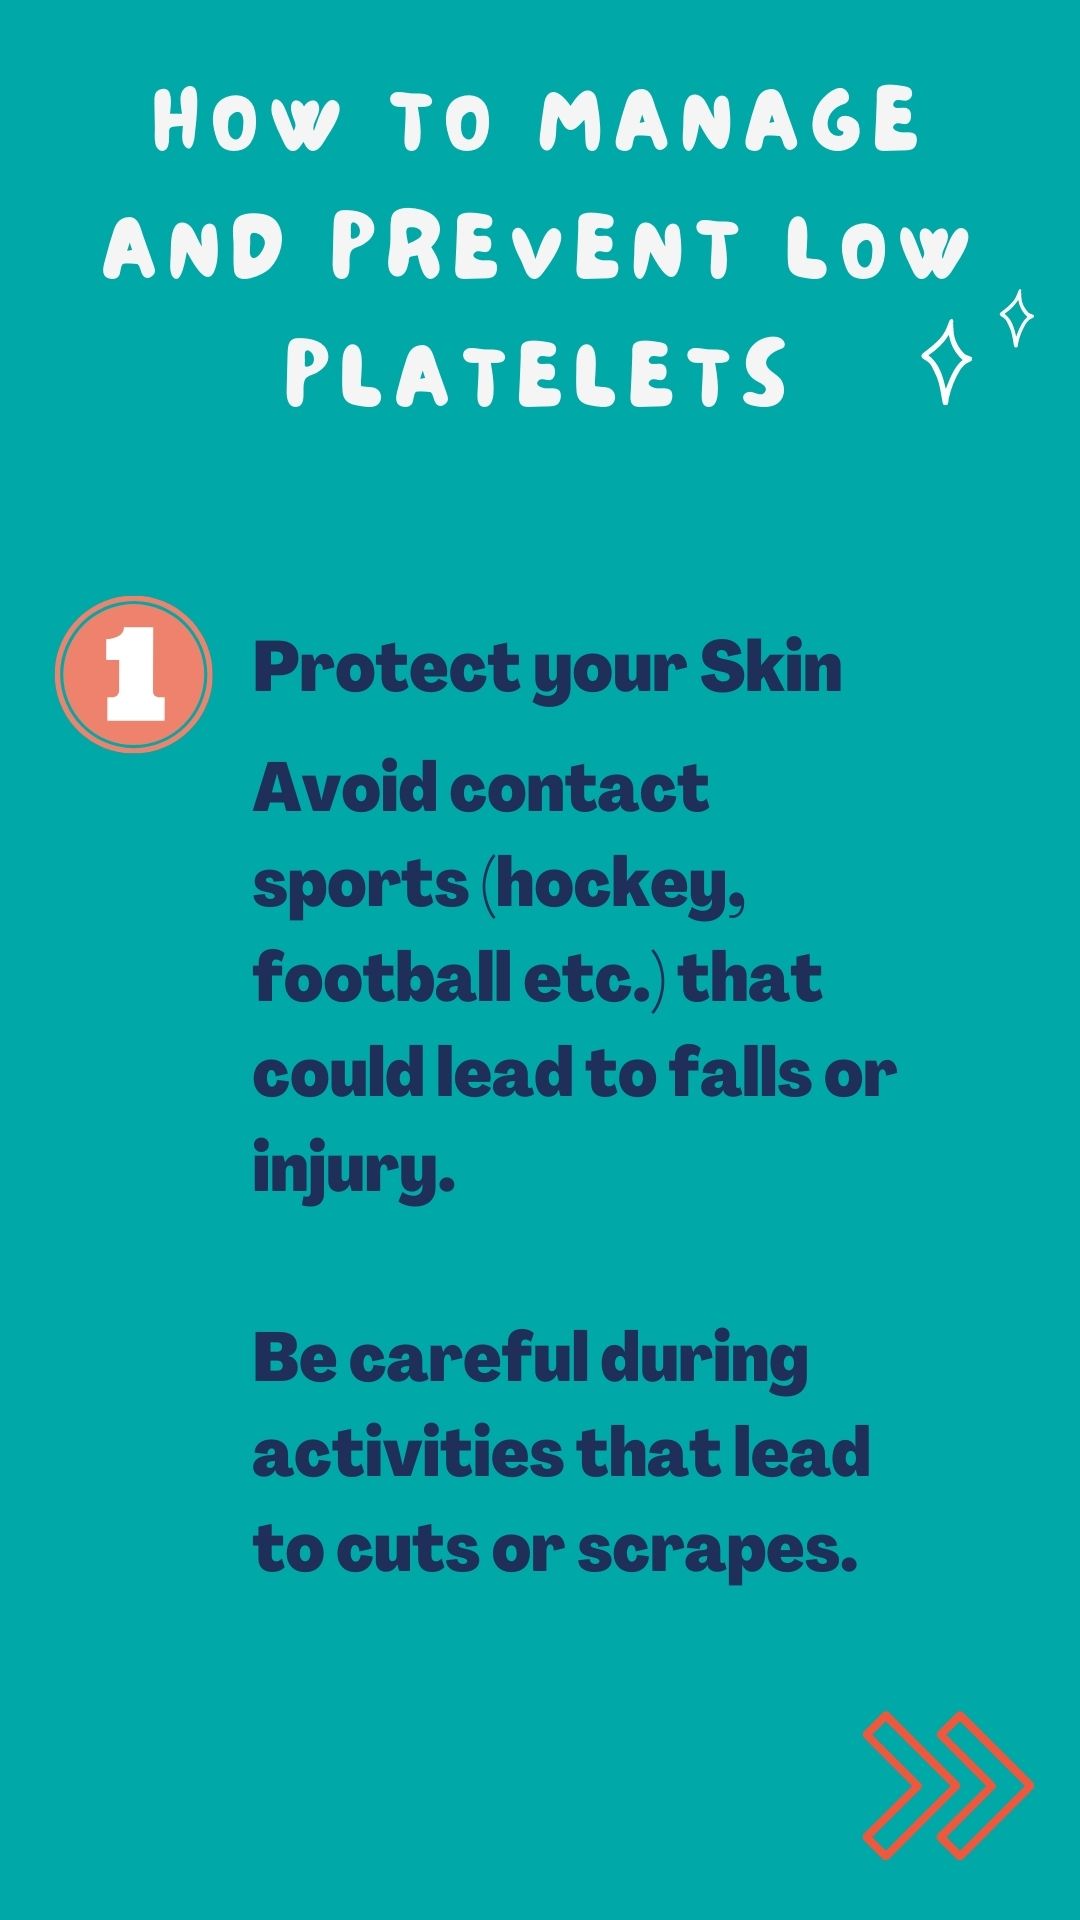 HOW TO MANAGE
AND PREVENT LOW
PLATELETS
1
Protect your Skin
Avoid contact
sports (hockey,
football etc.) that
could lead to falls or
injury.
Be careful during
activities that lead
to cuts or scrapes.